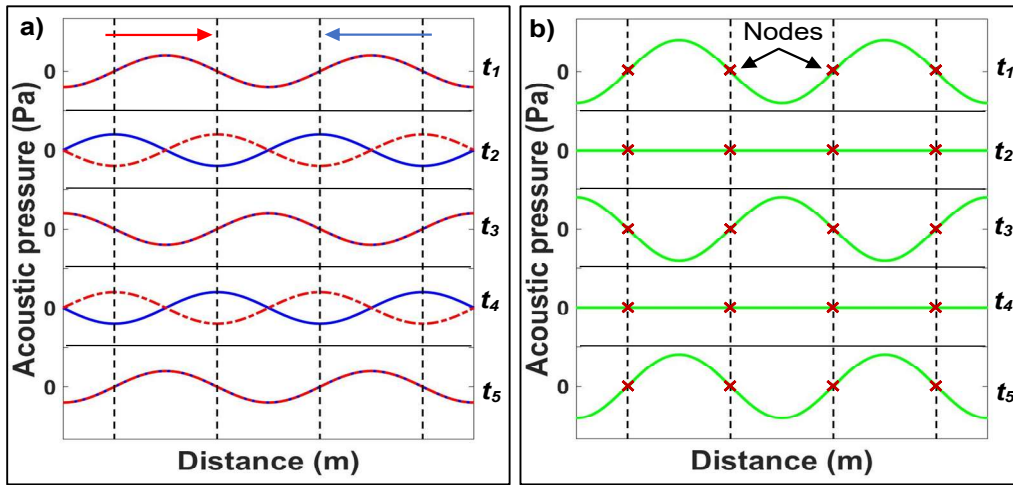 a)
Acoustic pressure (Pa)
0
t1
0
t2
0
t3
0
t4
0
t5
Distance (m)
b)
Nodes
Acoustic pressure (Pa)
0
t1
0
t2
0
t3
0
t4
0
t5
Distance (m)